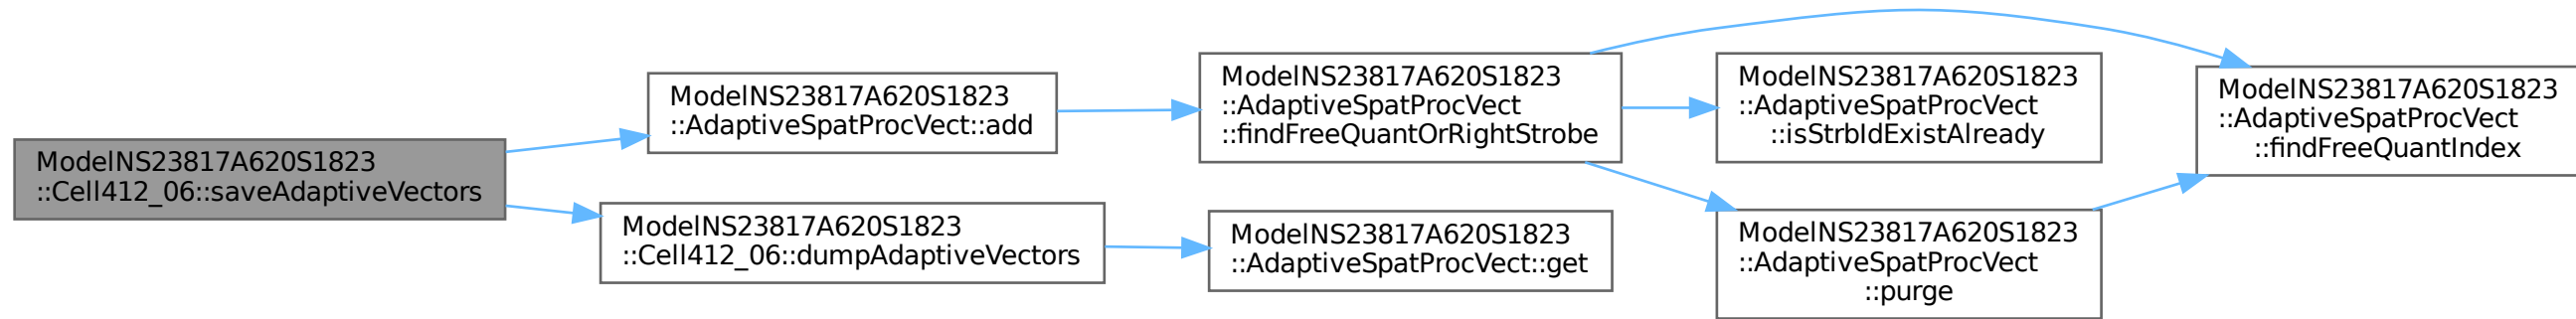 ModelNS23817A620S1823
::Cell412_06::saveAdaptiveVectors
ModelNS23817A620S1823
::AdaptiveSpatProcVect::add
ModelNS23817A620S1823
::Cell412_06::dumpAdaptiveVectors
ModelNS23817A620S1823
::AdaptiveSpatProcVect
::findFreeQuantOrRightStrobe
ModelNS23817A620S1823
::AdaptiveSpatProcVect::get
ModelNS23817A620S1823
::AdaptiveSpatProcVect
::isStrbIdExistAlready
ModelNS23817A620S1823
::AdaptiveSpatProcVect
::purge
ModelNS23817A620S1823
::AdaptiveSpatProcVect
::findFreeQuantIndex